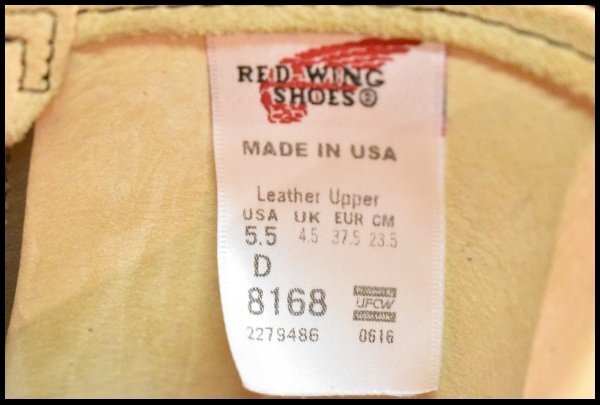 RED WING
SHOES®
MADE IN USA
Leather Upper
USA UK EUR CM
5.5 4.5 37.5 23.5
D
8168 UFCW
2279486 0616